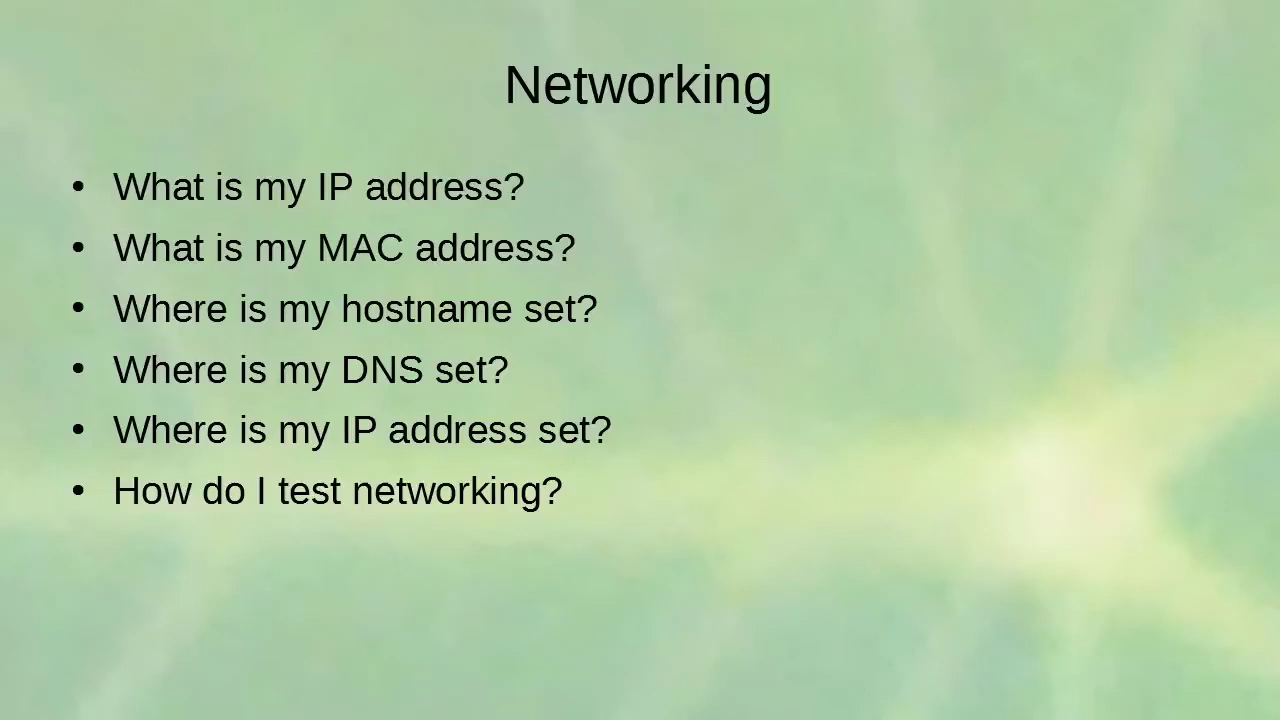 Networking
• What is my IP address?
• What is my MAC address?
• Where is my hostname set?
• Where is my DNS set?
• Where is my IP address set?
• How do I test networking?